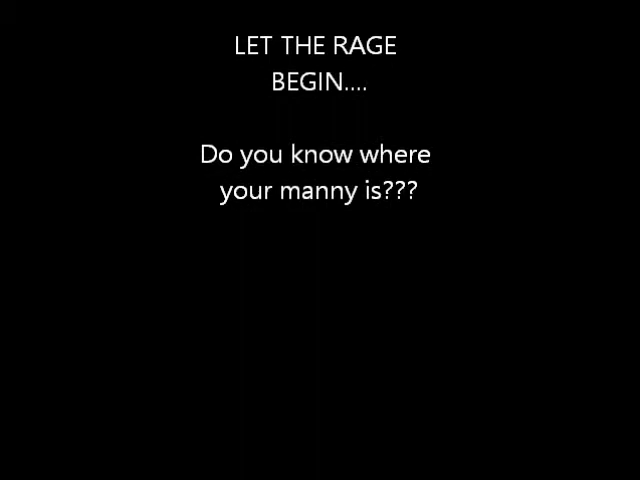 LET THE RAGE
BEGIN....
Do you know where
your manny is???